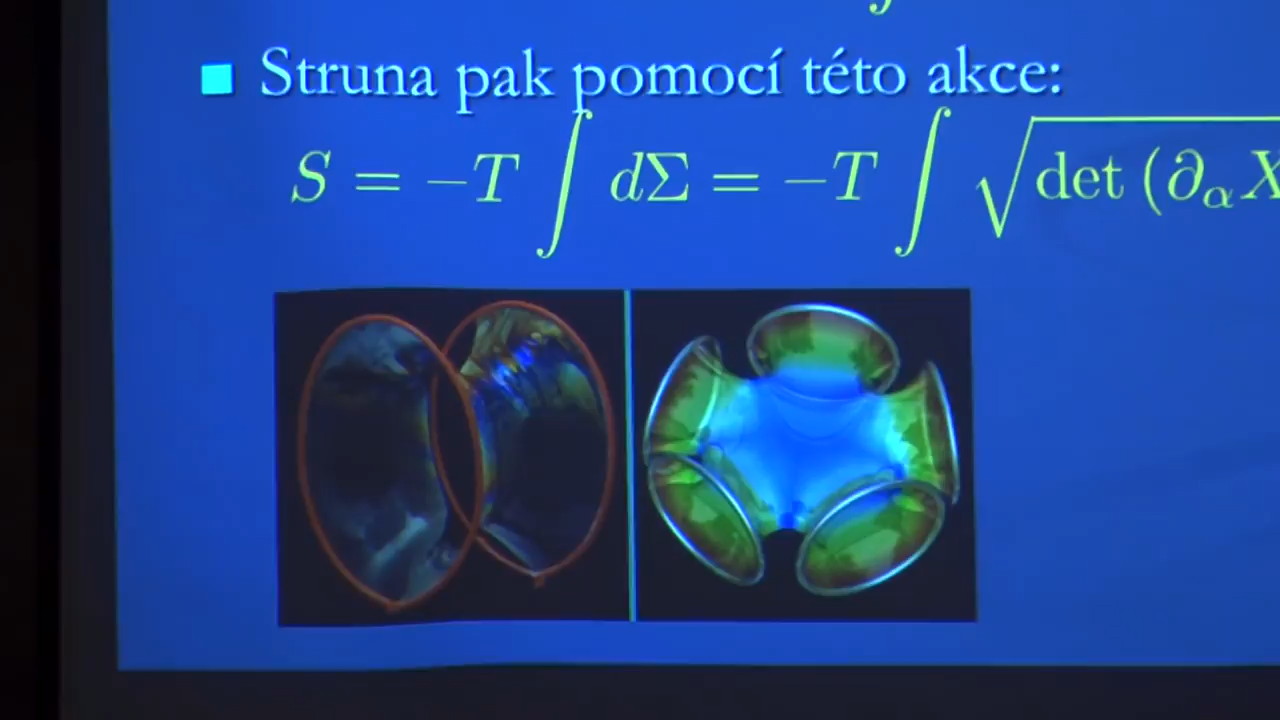 Struna pak pomocí této akce:
S = −T ∫ dΣ = −T ∫ √det (∂αX